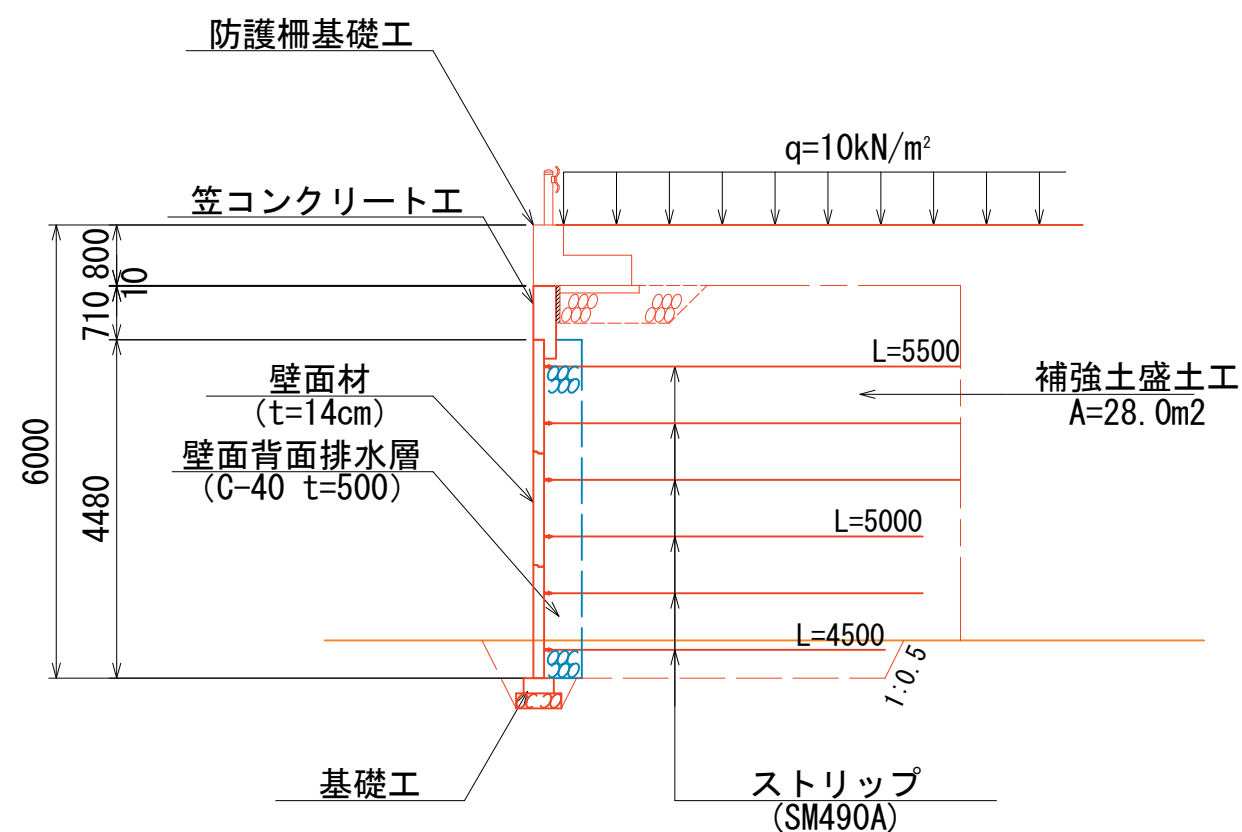 防護柵基礎工
q=10kN/m²
笠コンクリート工
800
10
710
L=5500
壁面材
(t=14cm)
補強土盛土工
A=28.0m2
6000
壁面背面排水層
(C-40 t=500)
4480
L=5000
L=4500
1:0.5
基礎工
ストリップ
(SM490A)